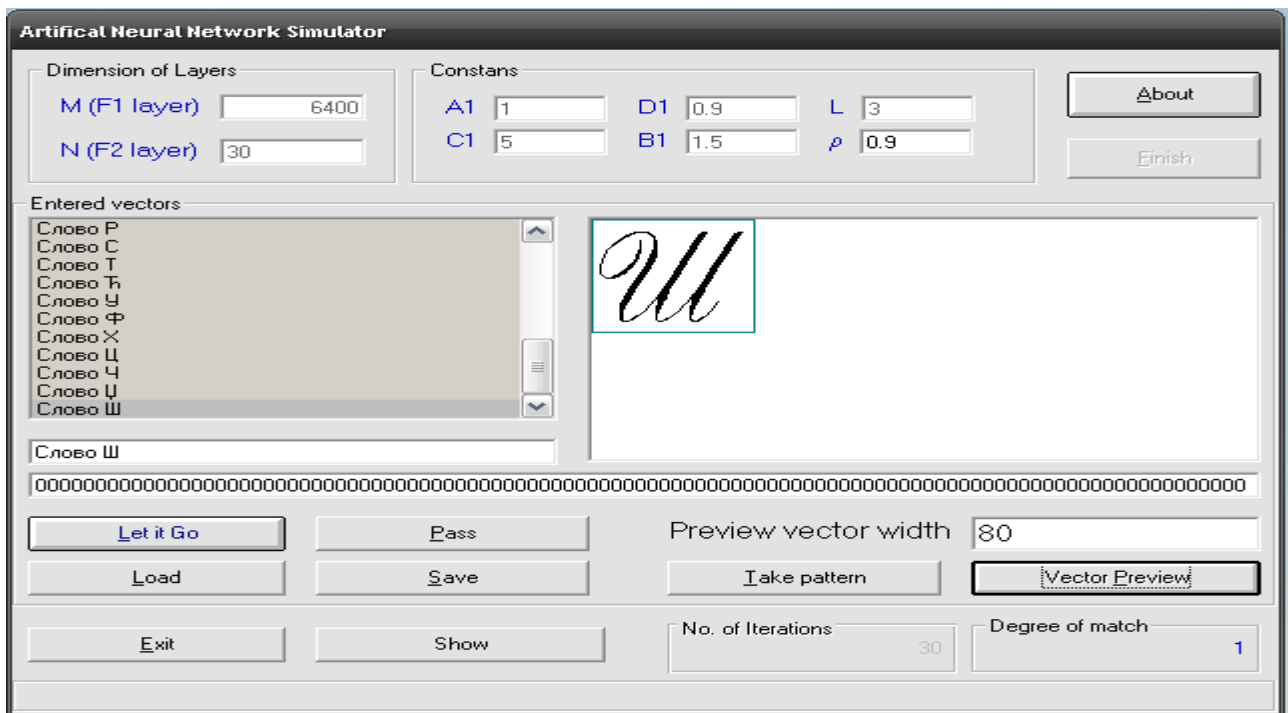 Artifical Neural Network Simulator
Dimension of Layers
M (F1 layer) 6400
N (F2 layer) 30
Constans
A1 1 D1 0.9 L 3
C1 5 B1 1.5 ρ 0.9
About
Finish
Entered vectors
Слово Р
Слово С
Слово Т
Слово Ћ
Слово У
Слово Ф
Слово Х
Слово Ц
Слово Ч
Слово Џ
Слово Ш
Ш
Слово Ш
Let it Go Pass Preview vector width 80
Load Save Take pattern Vector Preview
Exit Show
No. of Iterations 30
Degree of match 1